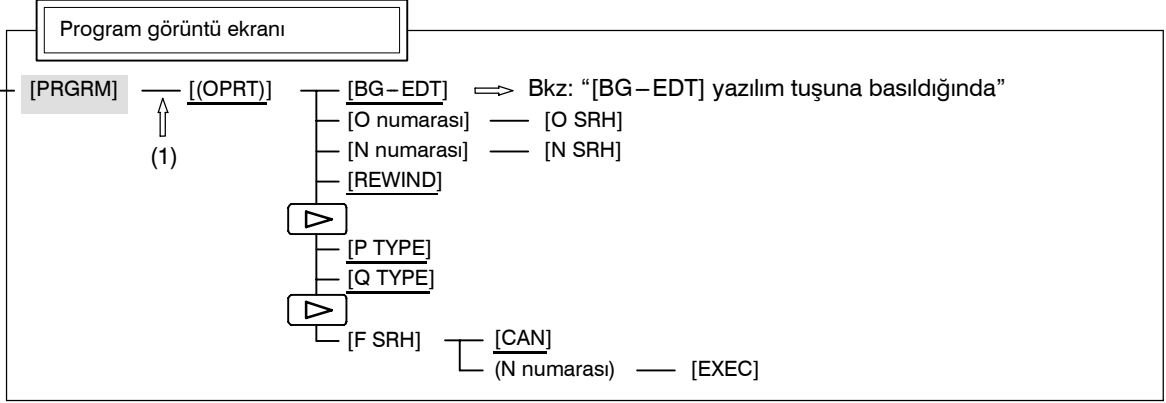 Program görüntü ekranı
[PRGRM] [(OPRT)] [BG–EDT] Bkz: “[BG–EDT] yazılım tuşuna basıldığında”
[O numarası] [O SRH]
(1) [N numarası] [N SRH]
[REWIND]
[P TYPE]
[Q TYPE]
[F SRH] [CAN]
(N numarası) [EXEC]